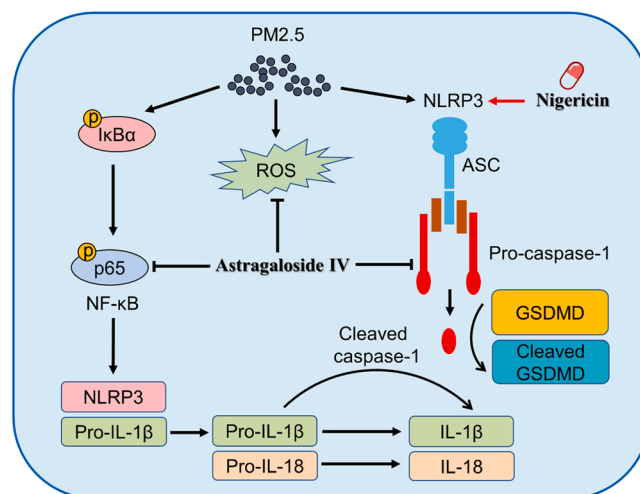 PM2.5
p
IκBα
NLRP3
Nigericin
ASC
ROS
p
p65
NF-κB
Astragaloside IV
Pro-caspase-1
GSDMD
Cleaved
GSDMD
Cleaved
caspase-1
NLRP3
Pro-IL-1β
Pro-IL-1β
IL-1β
Pro-IL-18
IL-18